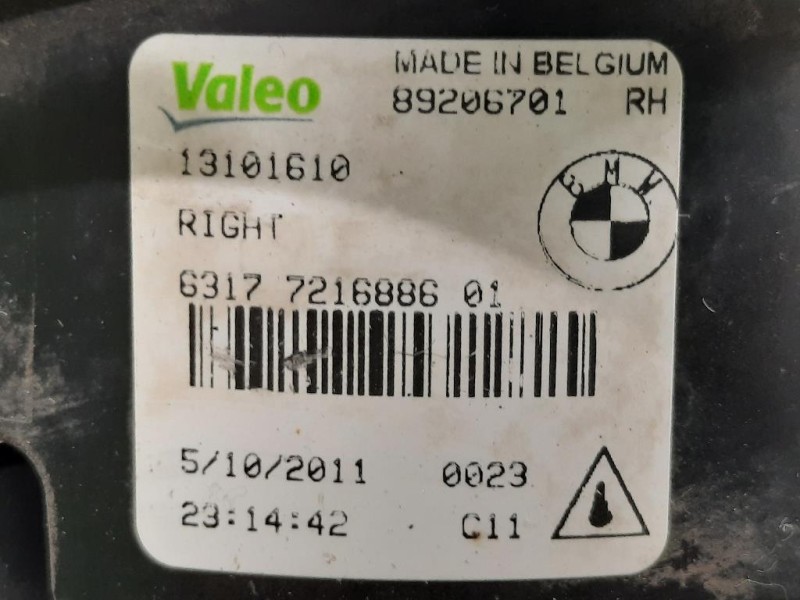 Valeo
MADE IN BELGIUM
89206701 RH
13101610
BMW
RIGHT
6317 7216886 01
5/10/2011 0023
23:14:42 C11